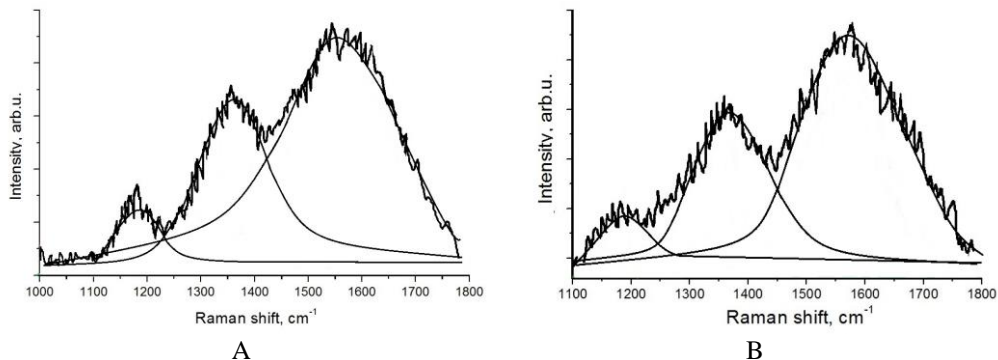 Intensity, arb.u.
1000 1100 1200 1300 1400 1500 1600 1700 1800
Raman shift, cm-1
A
Intensity, arb.u.
1100 1200 1300 1400 1500 1600 1700 1800
Raman shift, cm-1
B